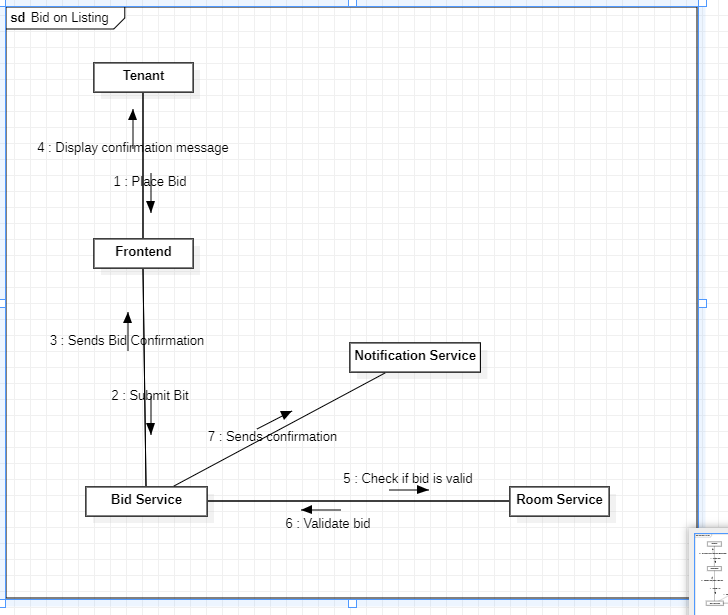 sd Bid on Listing
Tenant
4 : Display confirmation message
1 : Place Bid
Frontend
3 : Sends Bid Confirmation
Notification Service
2 : Submit Bit
7 : Sends confirmation
5 : Check if bid is valid
Bid Service
Room Service
6 : Validate bid